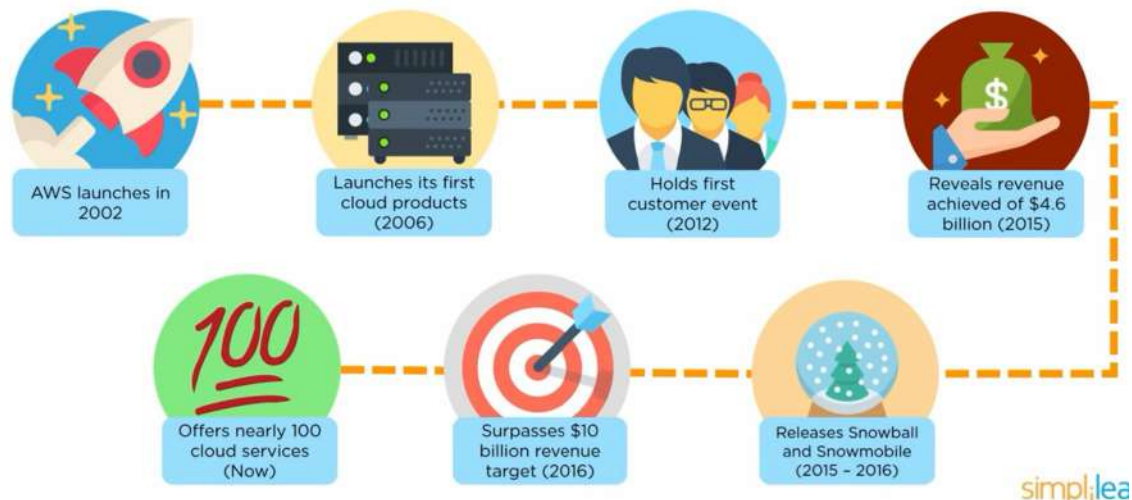 AWS launches in
2002
Launches its first
cloud products
(2006)
Holds first
customer event
(2012)
$
Reveals revenue
achieved of $4.6
billion (2015)
Releases Snowball
and Snowmobile
(2015 – 2016)
Surpasses $10
billion revenue
target (2016)
100
Offers nearly 100
cloud services
(Now)
simplilea